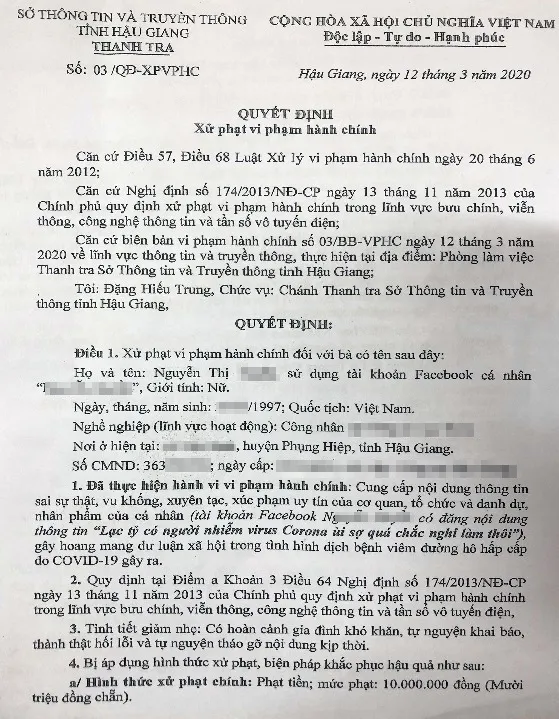 SỞ THÔNG TIN VÀ TRUYỀN THÔNG
TỈNH HẬU GIANG
THANH TRA
Số: 03 /QĐ-XPVPHC
CỘNG HÒA XÃ HỘI CHỦ NGHĨA VIỆT NAM
Độc lập - Tự do - Hạnh phúc
Hậu Giang, ngày 12 tháng 3 năm 2020
QUYẾT ĐỊNH
Xử phạt vi phạm hành chính
Căn cứ Điều 57, Điều 68 Luật Xử lý vi phạm hành chính ngày 20 tháng 6
năm 2012;
Căn cứ Nghị định số 174/2013/NĐ-CP ngày 13 tháng 11 năm 2013 của
Chính phủ quy định xử phạt vi phạm hành chính trong lĩnh vực bưu chính, viễn
thông, công nghệ thông tin và tần số vô tuyến điện;
Căn cứ biên bản vi phạm hành chính số 03/BB-VPHC ngày 12 tháng 3 năm
2020 về lĩnh vực thông tin và truyền thông, thực hiện tại địa điểm: Phòng làm việc
Thanh tra Sở Thông tin và Truyền thông tỉnh Hậu Giang;
Tôi: Đặng Hiếu Trung, Chức vụ: Chánh Thanh tra Sở Thông tin và Truyền
thông tỉnh Hậu Giang,
QUYẾT ĐỊNH:
Điều 1. Xử phạt vi phạm hành chính đối với bà có tên sau đây:
Họ và tên: Nguyễn Thị sử dụng tài khoản Facebook cá nhân
“ ”, Giới tính: Nữ.
Ngày, tháng, năm sinh: /1997; Quốc tịch: Việt Nam.
Nghề nghiệp (lĩnh vực hoạt động): Công nhân
Nơi ở hiện tại: , huyện Phụng Hiệp, tỉnh Hậu Giang.
Số CMND: 363 ; ngày cấp:
1. Đã thực hiện hành vi vi phạm hành chính: Cung cấp nội dung thông tin
sai sự thật, vu khống, xuyên tạc, xúc phạm uy tín của cơ quan, tổ chức và danh dự,
nhân phẩm của cá nhân (tài khoản Facebook có đăng nội dung
thông tin “Lạc tỷ có người nhiễm virus Corona ùi sợ quá chắc nghỉ làm thôi”),
gây hoang mang dư luận xã hội trong tình hình dịch bệnh viêm đường hô hấp cấp
do COVID-19 gây ra.
2. Quy định tại Điểm a Khoản 3 Điều 64 Nghị định số 174/2013/NĐ-CP
ngày 13 tháng 11 năm 2013 của Chính phủ quy định xử phạt vi phạm hành chính
trong lĩnh vực bưu chính, viễn thông, công nghệ thông tin và tần số vô tuyến điện,
3. Tình tiết giảm nhẹ: Có hoàn cảnh gia đình khó khăn, tự nguyện khai báo,
thành thật hối lỗi và tự nguyện tháo gỡ nội dung kịp thời.
4. Bị áp dụng hình thức xử phạt, biện pháp khắc phục hậu quả như sau:
a/ Hình thức xử phạt chính: Phạt tiền; mức phạt: 10.000.000 đồng (Mười
triệu đồng chẵn).